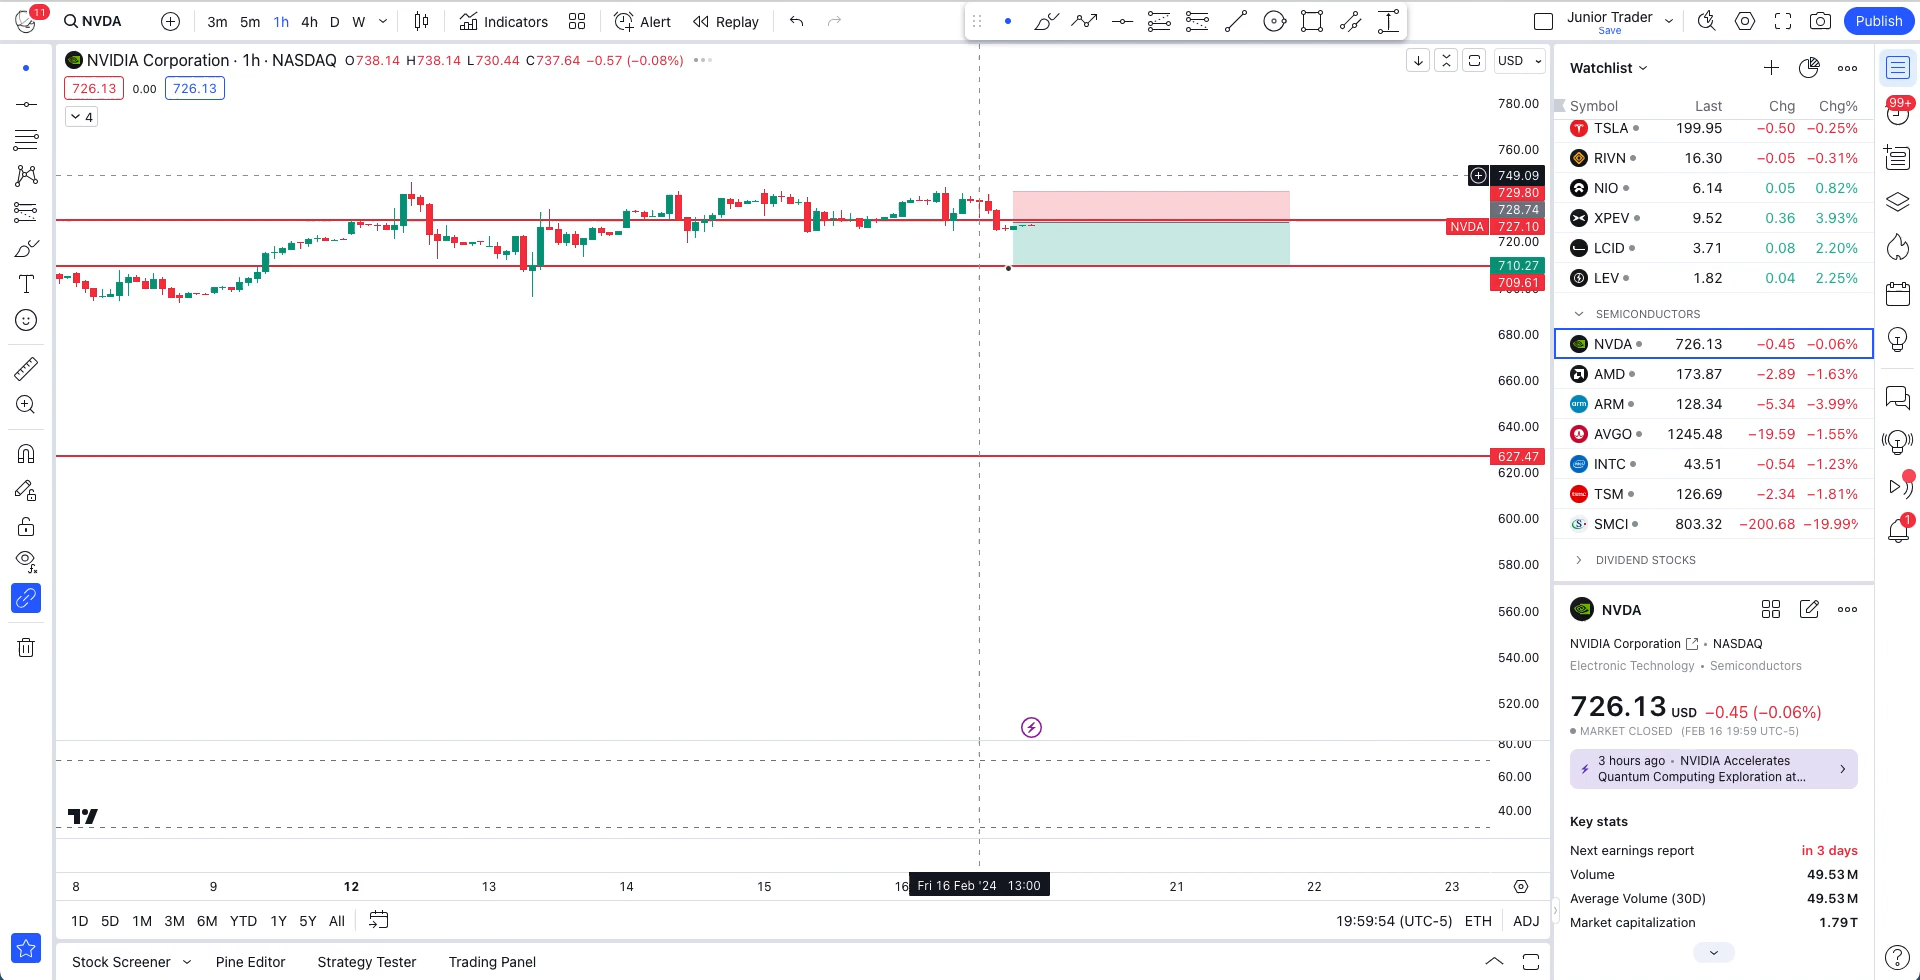 11
NVDA
3m 5m 1h 4h D W
Indicators
Alert
Replay
Junior Trader
Save
Publish
NVIDIA Corporation · 1h · NASDAQ O738.14 H738.14 L730.44 C737.64 −0.57 (−0.08%)
726.13 0.00 726.13
4
USD
780.00
760.00
749.09
729.80
728.74
NVDA 727.10
720.00
710.27
709.61
680.00
660.00
640.00
627.47
620.00
600.00
580.00
560.00
540.00
520.00
80.00
60.00
40.00
8 9 12 13 14 15 16 Fri 16 Feb '24 13:00 21 22 23
1D 5D 1M 3M 6M YTD 1Y 5Y All
19:59:54 (UTC-5) ETH ADJ
Stock Screener Pine Editor Strategy Tester Trading Panel
Watchlist
Symbol Last Chg Chg%
TSLA 199.95 −0.50 −0.25%
RIVN 16.30 −0.05 −0.31%
NIO 6.14 0.05 0.82%
XPEV 9.52 0.36 3.93%
LCID 3.71 0.08 2.20%
LEV 1.82 0.04 2.25%
SEMICONDUCTORS
NVDA 726.13 −0.45 −0.06%
AMD 173.87 −2.89 −1.63%
arm ARM 128.34 −5.34 −3.99%
AVGO 1245.48 −19.59 −1.55%
INTC 43.51 −0.54 −1.23%
TSM 126.69 −2.34 −1.81%
SMCI 803.32 −200.68 −19.99%
DIVIDEND STOCKS
NVDA
NVIDIA Corporation • NASDAQ
Electronic Technology • Semiconductors
726.13 USD −0.45 (−0.06%)
MARKET CLOSED (FEB 16 19:59 UTC-5)
3 hours ago • NVIDIA Accelerates
Quantum Computing Exploration at...
Key stats
Next earnings report in 3 days
Volume 49.53M
Average Volume (30D) 49.53M
Market capitalization 1.79T
99+
1